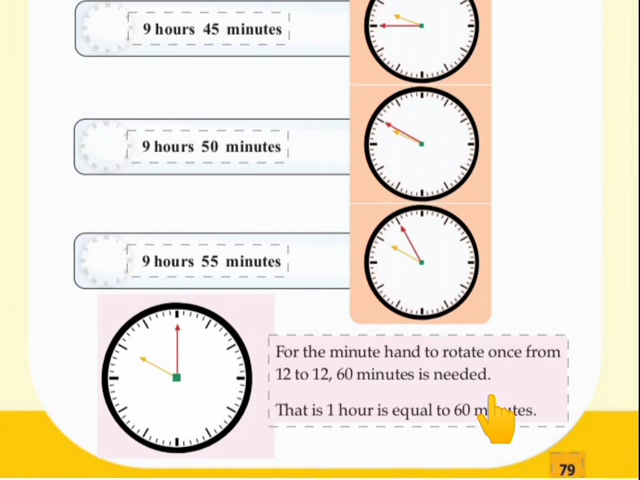 9 hours 45 minutes
9 hours 50 minutes
9 hours 55 minutes
For the minute hand to rotate once from
12 to 12, 60 minutes is needed.
That is 1 hour is equal to 60 minutes.
79